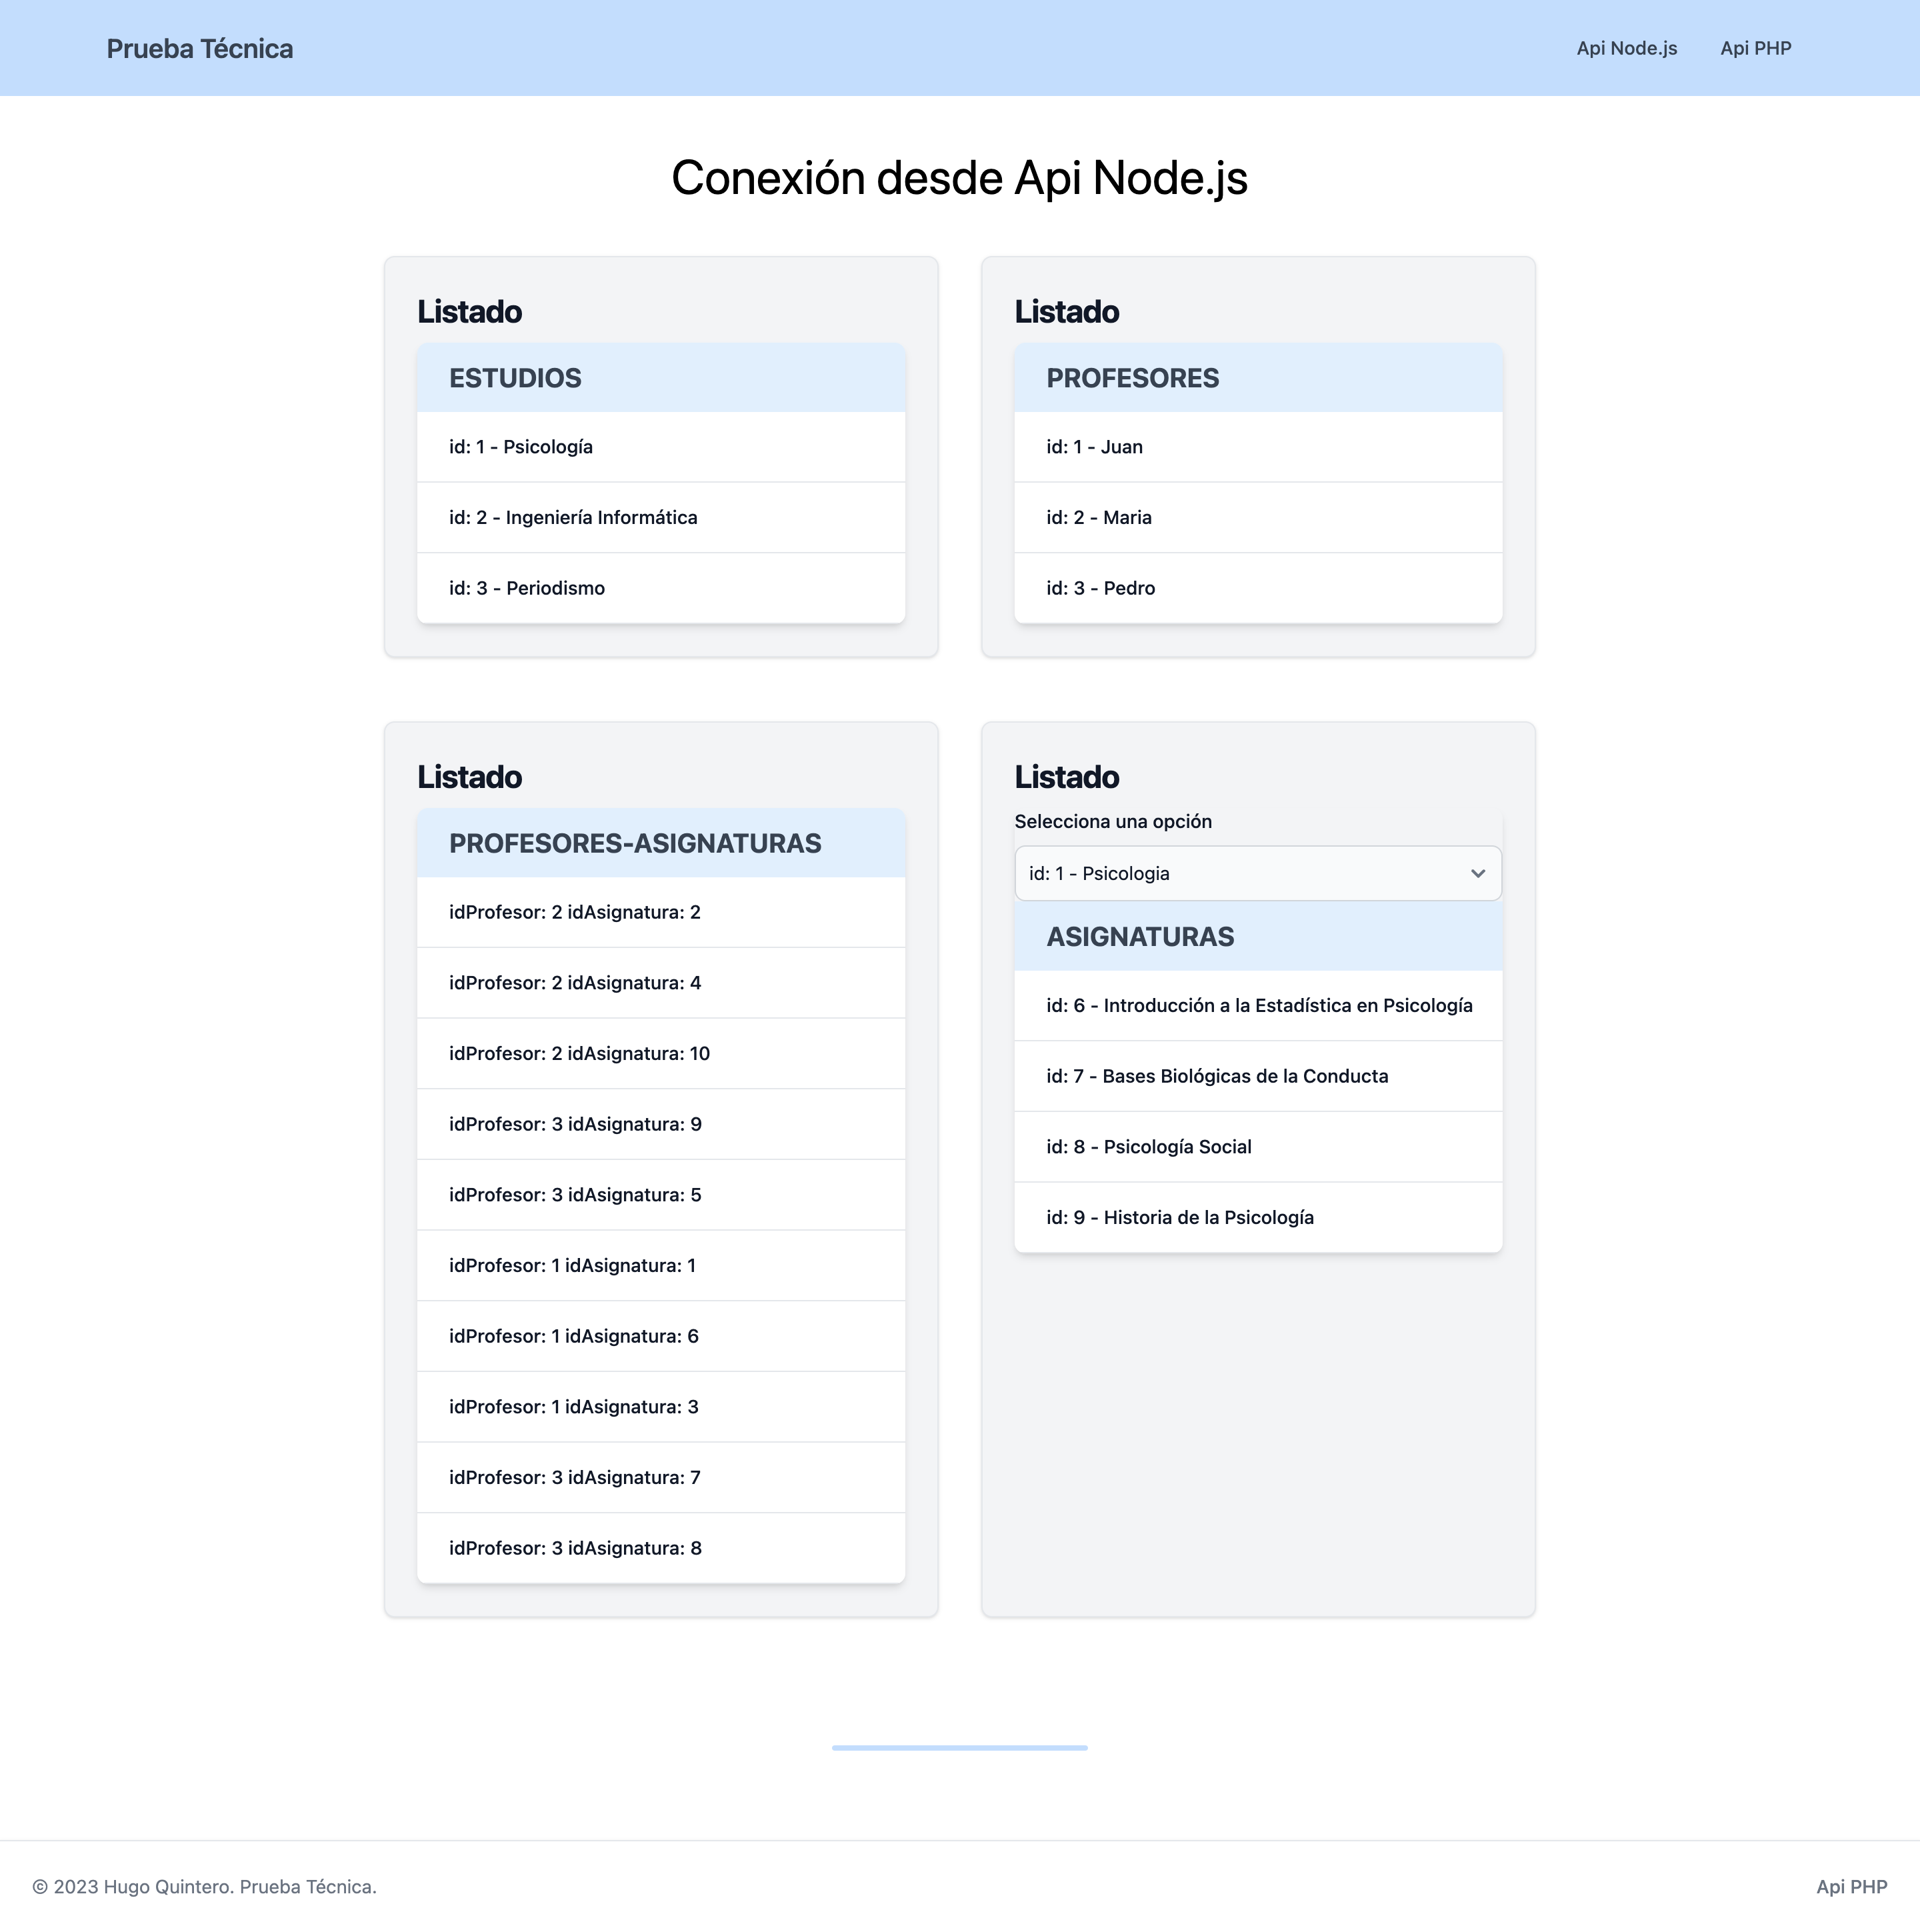 Prueba Técnica
Api Node.js
Api PHP
Conexión desde Api Node.js
Listado
ESTUDIOS
id: 1 - Psicología
id: 2 - Ingeniería Informática
id: 3 - Periodismo
Listado
PROFESORES
id: 1 - Juan
id: 2 - Maria
id: 3 - Pedro
Listado
PROFESORES-ASIGNATURAS
idProfesor: 2 idAsignatura: 2
idProfesor: 2 idAsignatura: 4
idProfesor: 2 idAsignatura: 10
idProfesor: 3 idAsignatura: 9
idProfesor: 3 idAsignatura: 5
idProfesor: 1 idAsignatura: 1
idProfesor: 1 idAsignatura: 6
idProfesor: 1 idAsignatura: 3
idProfesor: 3 idAsignatura: 7
idProfesor: 3 idAsignatura: 8
Listado
Selecciona una opción
id: 1 - Psicologia
ASIGNATURAS
id: 6 - Introducción a la Estadística en Psicología
id: 7 - Bases Biológicas de la Conducta
id: 8 - Psicología Social
id: 9 - Historia de la Psicología
© 2023 Hugo Quintero. Prueba Técnica.
Api PHP